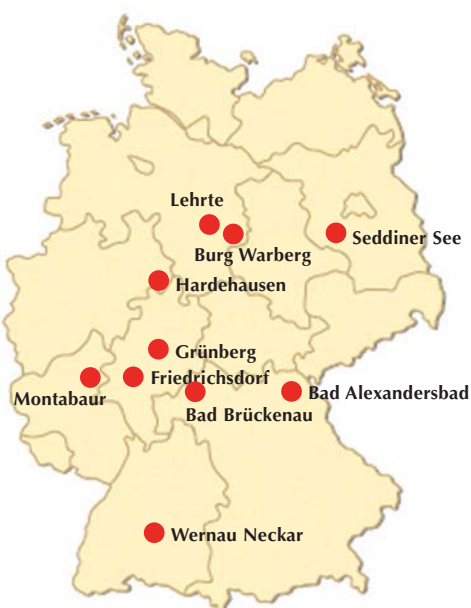 Lehrte
Seddiner See
Burg Warberg
Hardehausen
Grünberg
Friedrichsdorf
Montabaur
Bad Alexandersbad
Bad Brückenau
Wernau Neckar